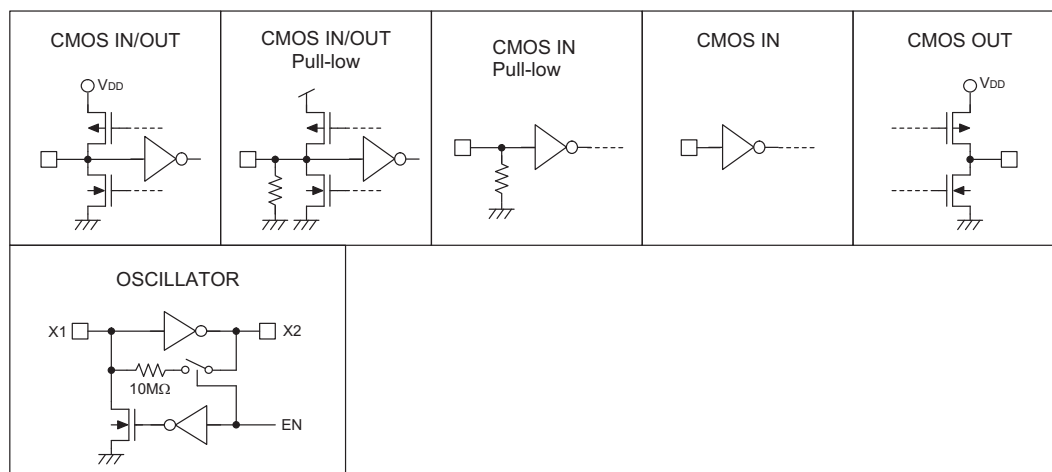 CMOS IN/OUT
VDD
CMOS IN/OUT
Pull-low
CMOS IN
Pull-low
CMOS IN
CMOS OUT
VDD
OSCILLATOR
X1
X2
10MΩ
EN